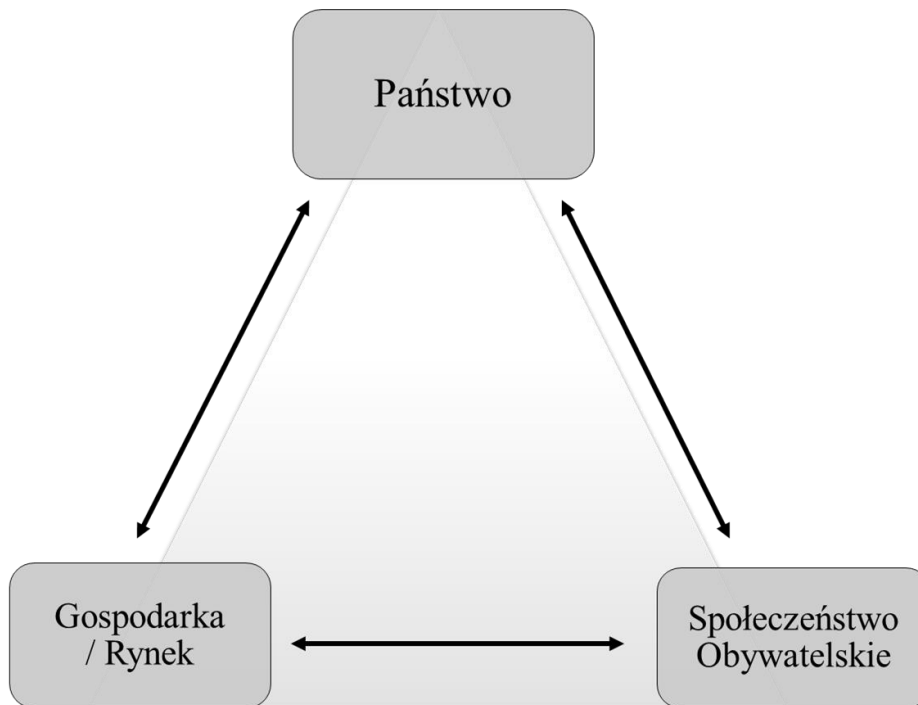 Państwo
Gospodarka
/ Rynek
Społeczeństwo
Obywatelskie